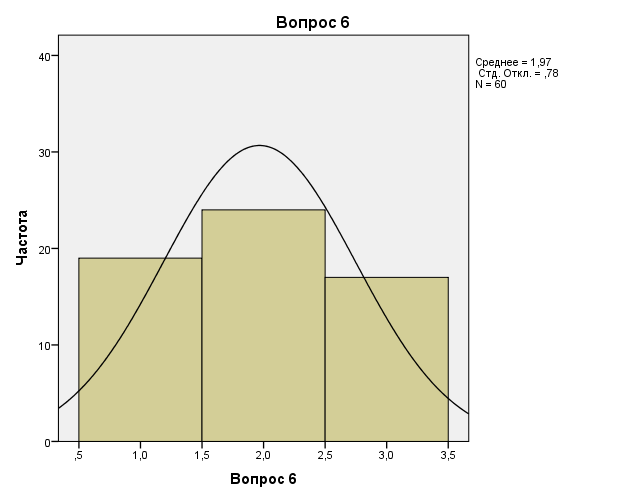 Вопрос 6
Среднее = 1,97
Стд. Откл. = ,78
N = 60
Частота
40
30
20
10
0
,5
1,0
1,5
2,0
2,5
3,0
3,5
Вопрос 6